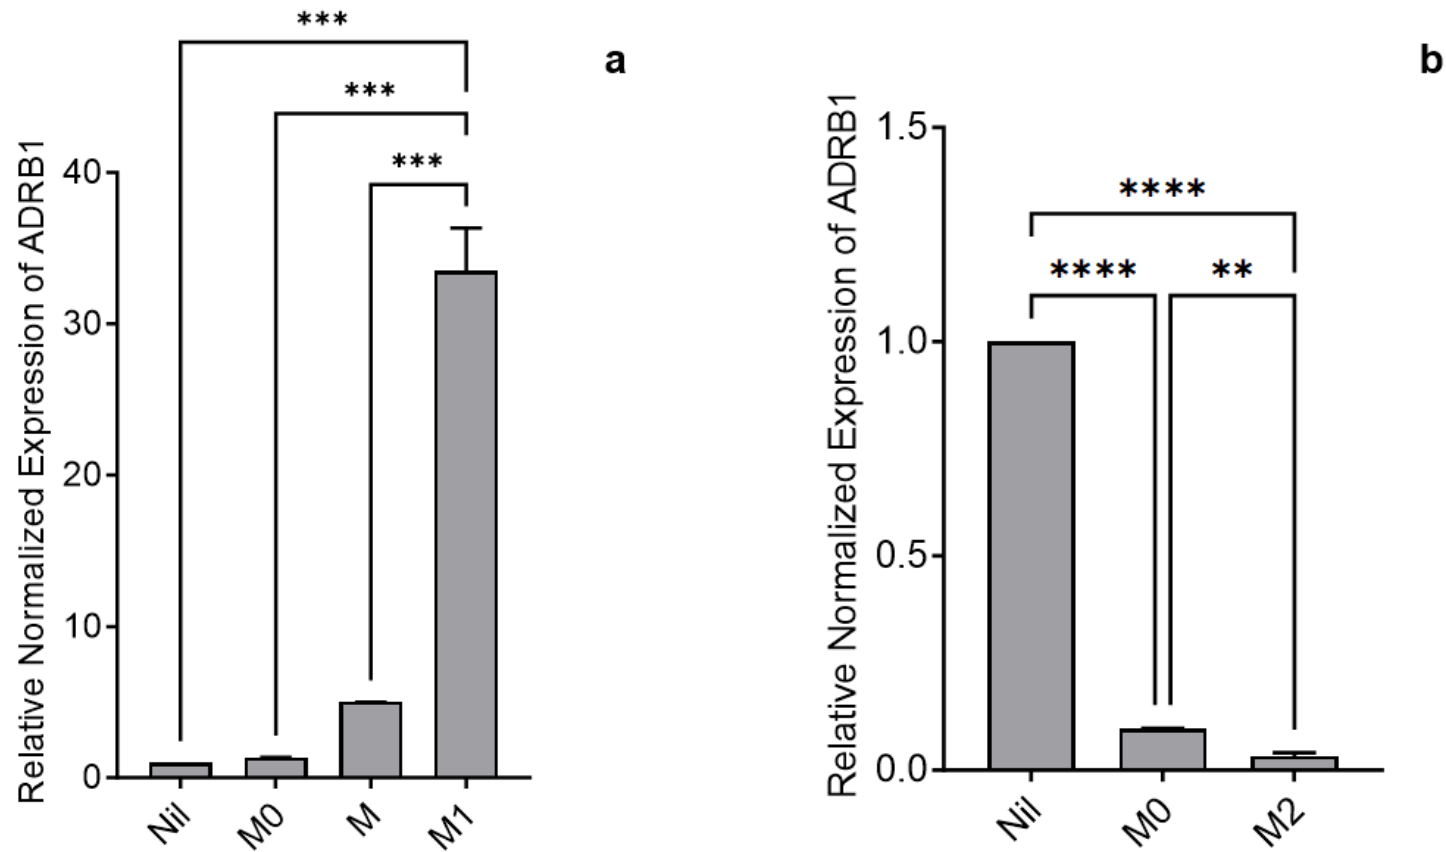 a
***
***
***
Relative Normalized Expression of ADRB1
40
30
20
10
0
Nil
M0
M
M1
b
Relative Normalized Expression of ADRB1
1.5
1.0
0.5
0.0
****
****
**
Nil
M0
M2